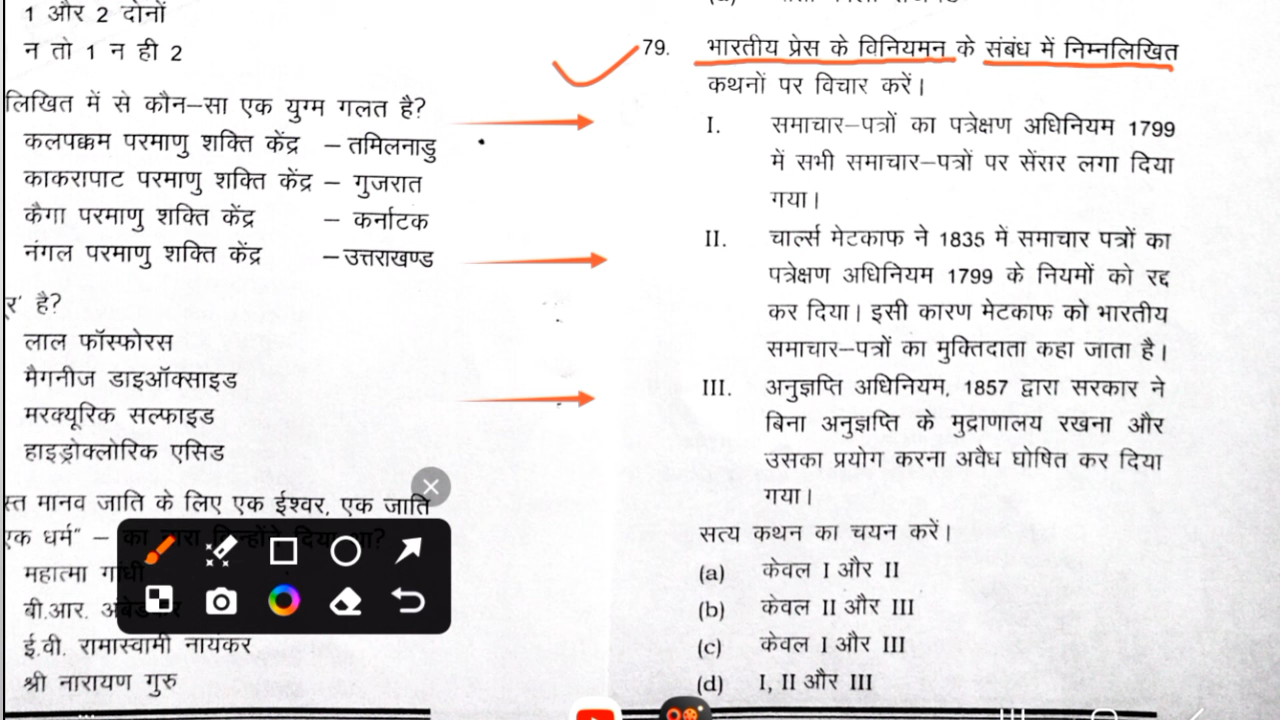 1 और 2 दोनों
न तो 1 न ही 2
लिखित में से कौन–सा एक युग्म गलत है?
कलपक्कम परमाणु शक्ति केंद्र – तमिलनाडु
काकरापाट परमाणु शक्ति केंद्र – गुजरात
कैगा परमाणु शक्ति केंद्र – कर्नाटक
नंगल परमाणु शक्ति केंद्र – उत्तराखण्ड
र' है?
लाल फॉस्फोरस
मैगनीज डाइऑक्साइड
मरक्यूरिक सल्फाइड
हाइड्रोक्लोरिक एसिड
स्त मानव जाति के लिए एक ईश्वर, एक जाति
एक धर्म" – का नारा किन्होंने दिया था?
महात्मा गांधी
बी.आर. अंबेडकर
ई.वी. रामास्वामी नायंकर
श्री नारायण गुरु
79. भारतीय प्रेस के विनियमन के संबंध में निम्नलिखित
कथनों पर विचार करें।
I. समाचार–पत्रों का पत्रेक्षण अधिनियम 1799
में सभी समाचार–पत्रों पर सेंसर लगा दिया
गया।
II. चार्ल्स मेटकाफ ने 1835 में समाचार पत्रों का
पत्रेक्षण अधिनियम 1799 के नियमों को रद्द
कर दिया। इसी कारण मेटकाफ को भारतीय
समाचार–पत्रों का मुक्तिदाता कहा जाता है।
III. अनुज्ञप्ति अधिनियम, 1857 द्वारा सरकार ने
बिना अनुज्ञप्ति के मुद्राणालय रखना और
उसका प्रयोग करना अवैध घोषित कर दिया
गया।
सत्य कथन का चयन करें।
(a) केवल I और II
(b) केवल II और III
(c) केवल I और III
(d) I, II और III